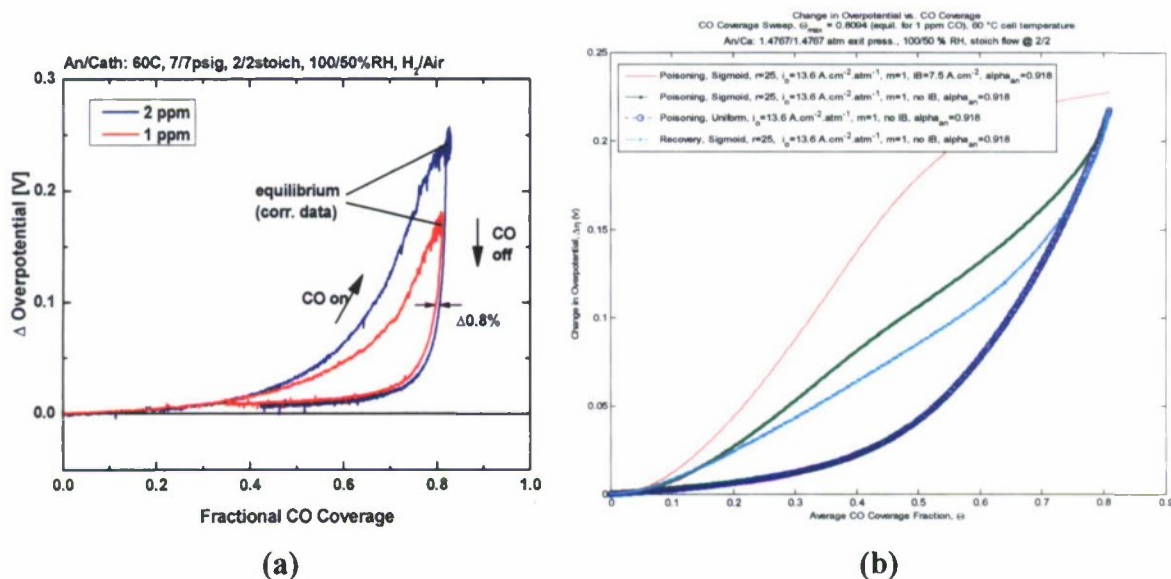 An/Cath: 60C, 7/7psig, 2/2stoich, 100/50%RH, H2/Air
0.3
0.2
0.1
0.0
Δ Overpotential [V]
2 ppm
1 ppm
equilibrium
(corr. data)
CO on
CO
off
Δ0.8%
0.0 0.2 0.4 0.6 0.8 1.0
Fractional CO Coverage
(a)
Change in Overpotential vs. CO Coverage
CO Coverage Sweep, Θmax = 0.8094 (equil. for 1 ppm CO), 60 °C cell temperature
An/Ca: 1.4767/1.4767 atm exit press., 100/50 % RH, stoich flow @ 2/2
0.25
0.2
0.15
0.1
0.05
0
Change in Overpotential, Δη (V)
Poisoning, Sigmoid, r=25, io=13.6 A.cm-2.atm-1, m=1, IB=7.5 A.cm-2, alphaan=0.918
Poisoning, Sigmoid, r=25, io=13.6 A.cm-2.atm-1, m=1, no IB, alphaan=0.918
Poisoning, Uniform, io=13.6 A.cm-2.atm-1, m=1, no IB, alphaan=0.918
Recovery, Sigmoid, r=25, io=13.6 A.cm-2.atm-1, m=1, no IB, alphaan=0.918
0 0.1 0.2 0.3 0.4 0.5 0.6 0.7 0.8 0.9
Average CO Coverage Fraction, Θ
(b)